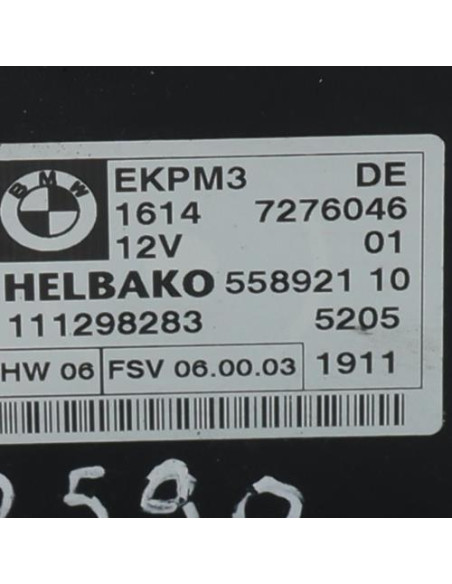 BMW
EKPM3 DE
1614 7276046
12V 01
HELBAKO 558921 10
111298283 5205
HW 06 FSV 06.00.03 1911
590